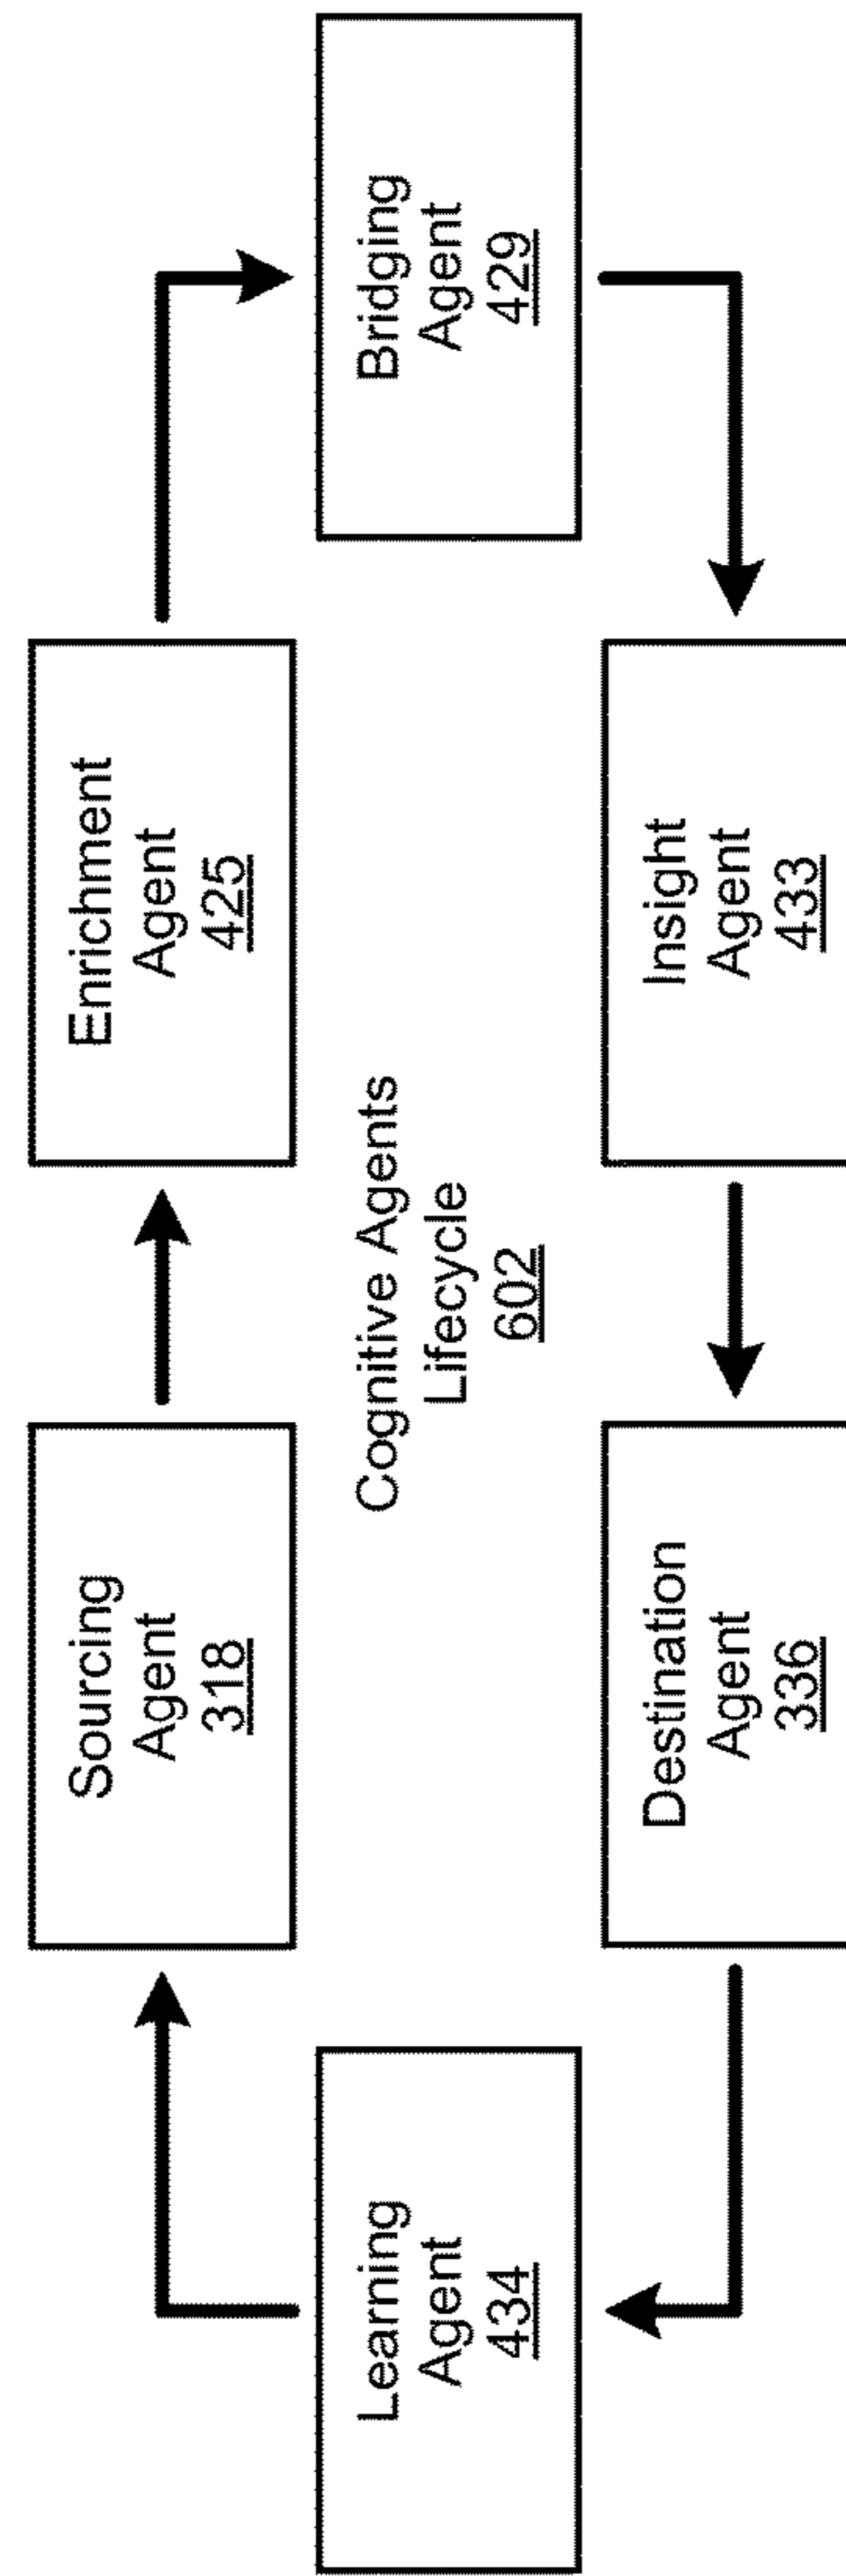 Sourcing
Agent
318
Enrichment
Agent
425
Learning
Agent
434
Cognitive Agents
Lifecycle
602
Bridging
Agent
429
Destination
Agent
336
Insight
Agent
433